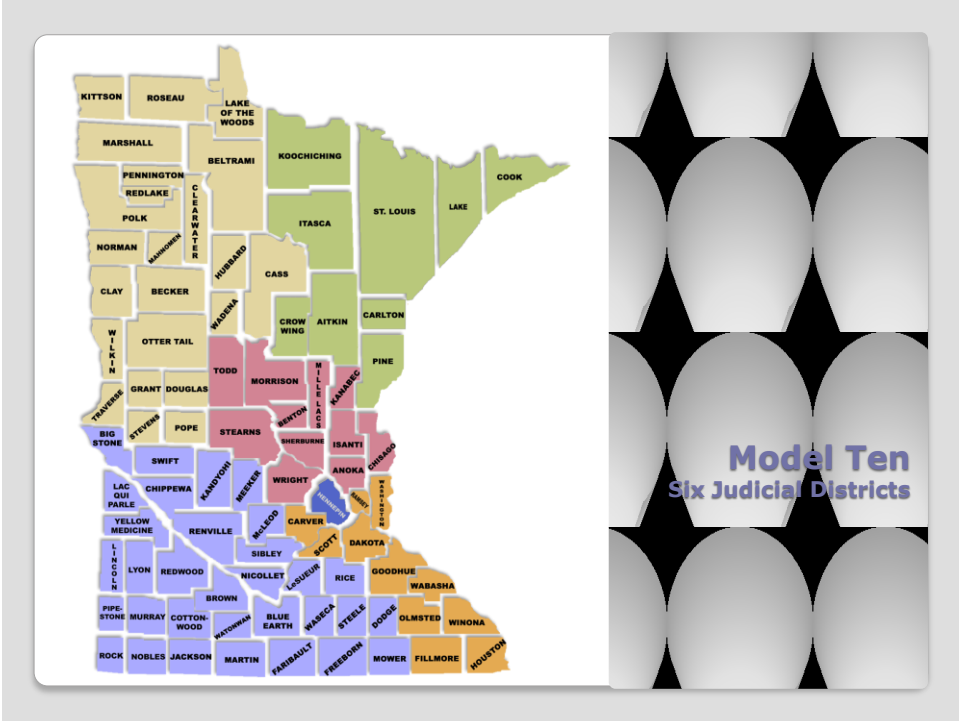 KITTSON
ROSEAU
LAKE
OF THE
WOODS
MARSHALL
BELTRAMI
KOOCHICHING
PENNINGTON
REDLAKE
CLEARWATER
COOK
POLK
ITASCA
ST. LOUIS
LAKE
NORMAN
MAHNOMEN
HUBBARD
CASS
CLAY
BECKER
WADENA
CROW
WING
AITKIN
CARLTON
WILKIN
OTTER TAIL
PINE
TODD
MORRISON
MILLE LACS
KANABEC
TRAVERSE
GRANT
DOUGLAS
BENTON
STEVENS
POPE
STEARNS
SHERBURNE
ISANTI
CHISAGO
BIG
STONE
SWIFT
KANDYOHI
MEEKER
WRIGHT
ANOKA
Model Ten
Six Judicial Districts
LAC
QUI
PARLE
CHIPPEWA
HENNEPIN
RAMSEY
WASHINGTON
YELLOW
MEDICINE
RENVILLE
McLEOD
CARVER
SCOTT
DAKOTA
LINCOLN
LYON
REDWOOD
SIBLEY
NICOLLET
LeSUEUR
RICE
GOODHUE
WABASHA
BROWN
PIPE-
STONE
MURRAY
COTTON-
WOOD
WATONWAN
BLUE
EARTH
WASECA
STEELE
DODGE
OLMSTED
WINONA
ROCK
NOBLES
JACKSON
MARTIN
FARIBAULT
FREEBORN
MOWER
FILLMORE
HOUSTON